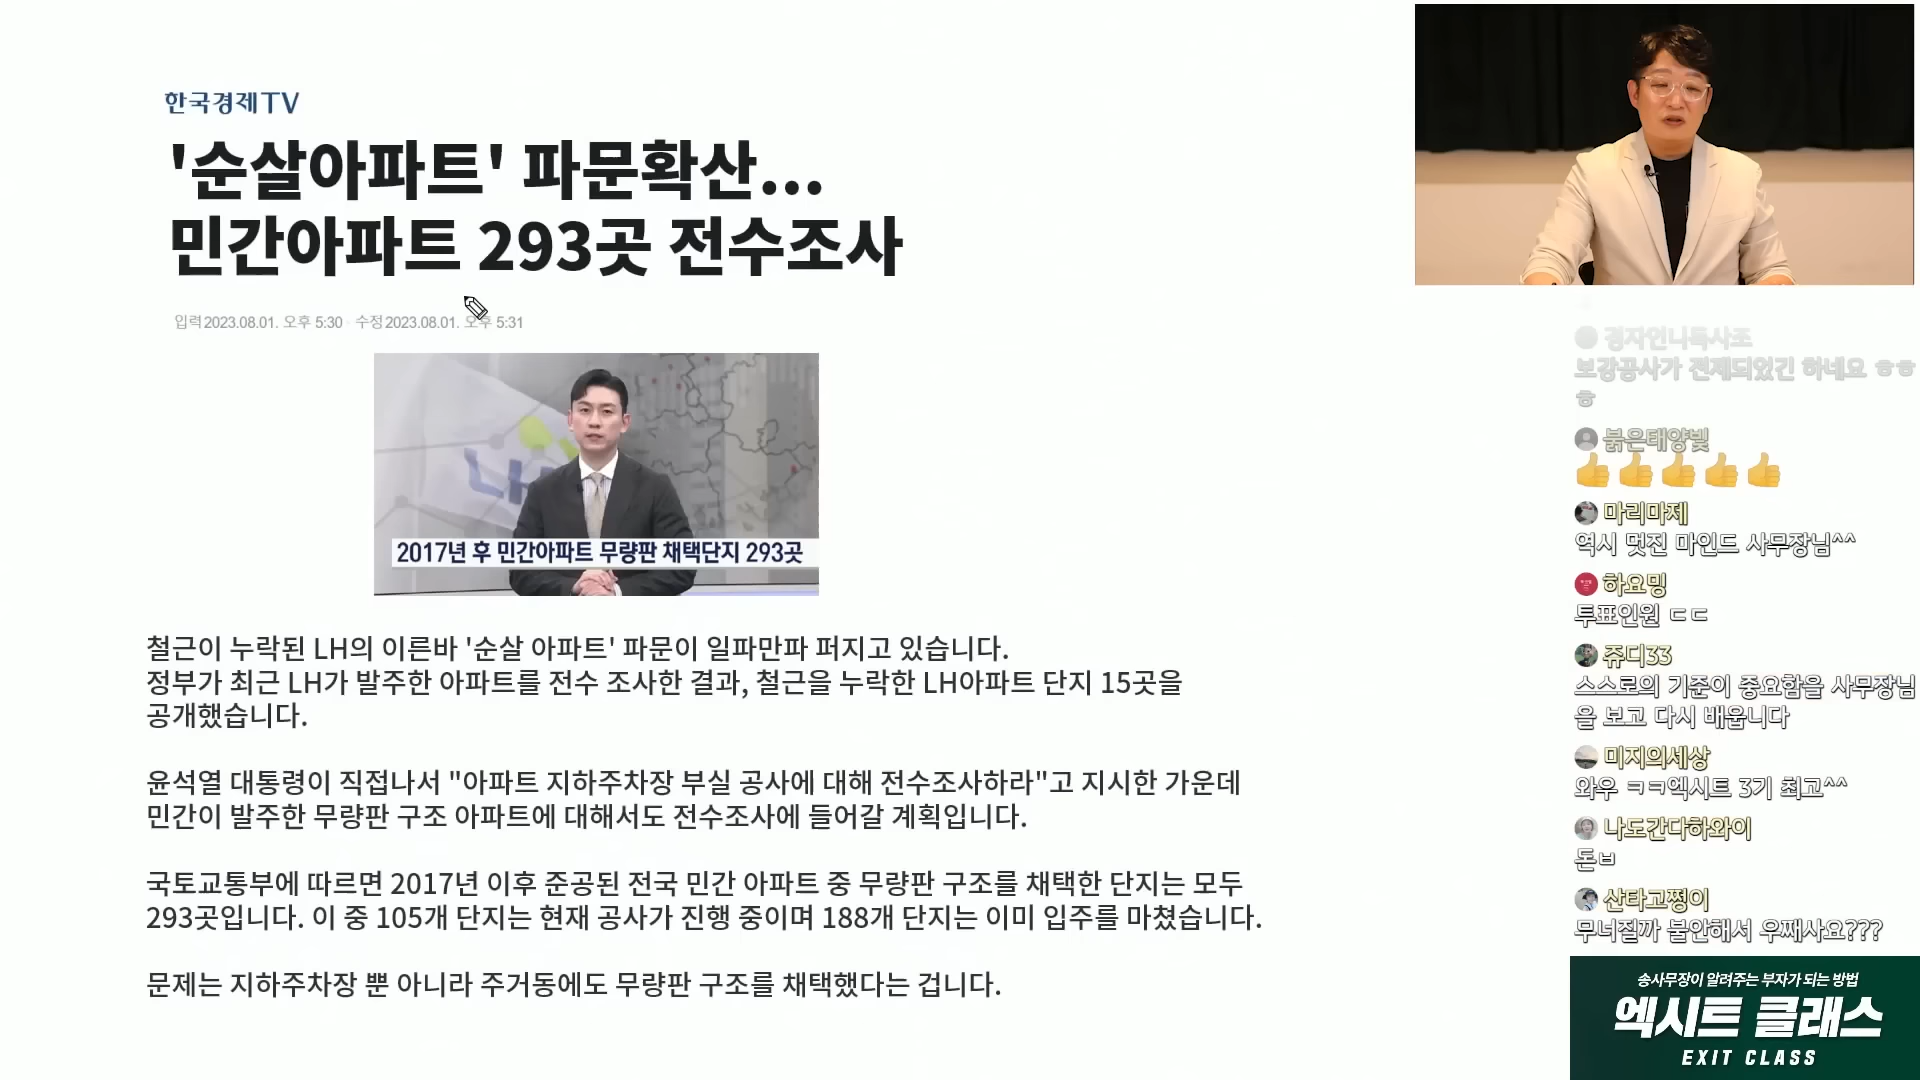 한국경제TV
'순살아파트' 파문확산...
민간아파트 293곳 전수조사
입력 2023.08.01. 오후 5:30 · 수정 2023.08.01. 오후 5:31
2017년 후 민간아파트 무량판 채택단지 293곳
철근이 누락된 LH의 이른바 '순살 아파트' 파문이 일파만파 퍼지고 있습니다.
정부가 최근 LH가 발주한 아파트를 전수 조사한 결과, 철근을 누락한 LH아파트 단지 15곳을
공개했습니다.
윤석열 대통령이 직접나서 "아파트 지하주차장 부실 공사에 대해 전수조사하라"고 지시한 가운데
민간이 발주한 무량판 구조 아파트에 대해서도 전수조사에 들어갈 계획입니다.
국토교통부에 따르면 2017년 이후 준공된 전국 민간 아파트 중 무량판 구조를 채택한 단지는 모두
293곳입니다. 이 중 105개 단지는 현재 공사가 진행 중이며 188개 단지는 이미 입주를 마쳤습니다.
문제는 지하주차장 뿐 아니라 주거동에도 무량판 구조를 채택했다는 겁니다.
경자언니특사조
보강공사가 전제되었긴 하네요 ㅎㅎ
ㅎ
붉은태양빛
마리마제
역시 멋진 마인드 사무장님^^
하요밍
투표인원 ㄷㄷ
쥬디33
스스로의 기준이 중요함을 사무장님
을 보고 다시 배웁니다
미지의세상
와우 ㅋㅋ엑시트 3기 최고^^
나도간다하와이
돈ㅂ
산타고쩡이
무너질까 불안해서 우째사요???
송사무장이 알려주는 부자가 되는 방법
엑시트 클래스
EXIT CLASS